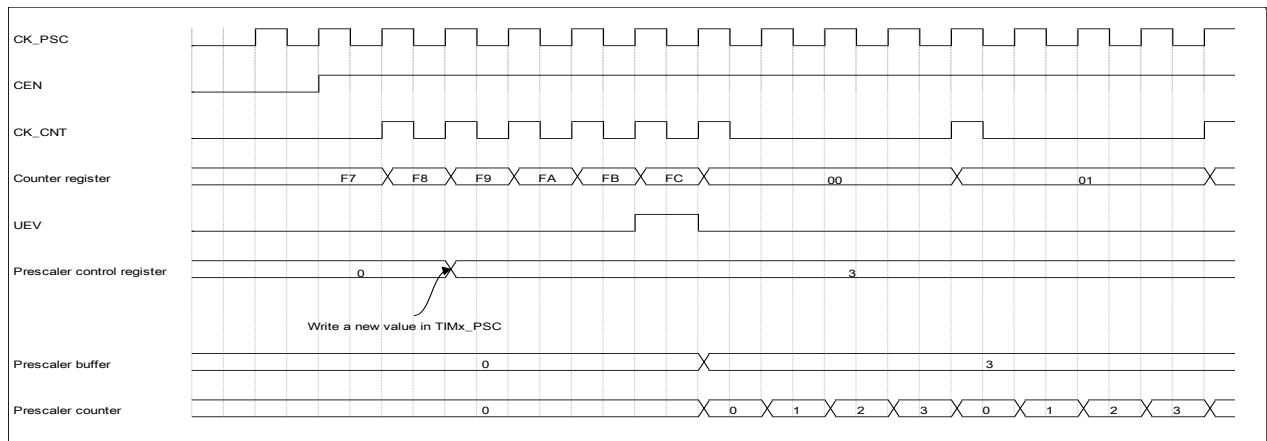 CK_PSC
CEN
CK_CNT
Counter register F7 F8 F9 FA FB FC 00 01
UEV
Prescaler control register 0 3
Write a new value in TIMx_PSC
Prescaler buffer 0 3
Prescaler counter 0 0 1 2 3 0 1 2 3